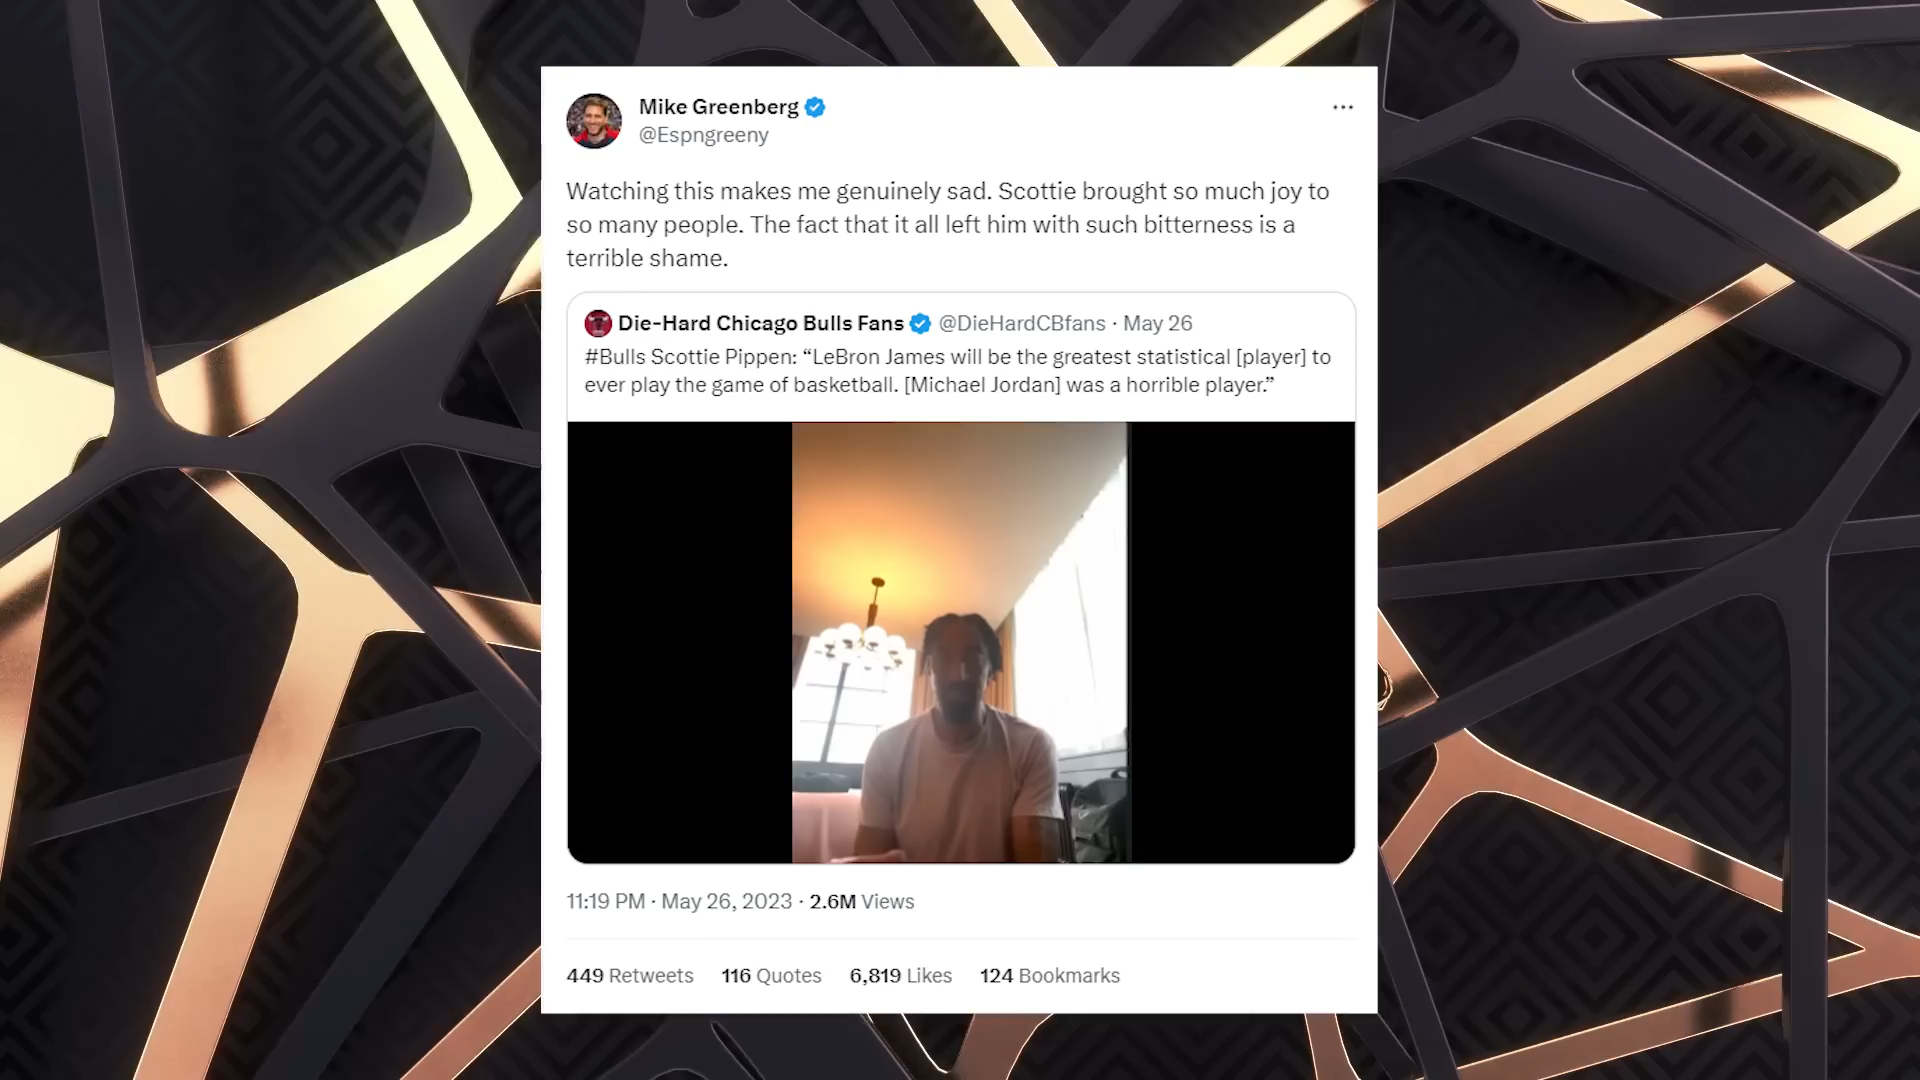 Mike Greenberg
@Espngreeny
Watching this makes me genuinely sad. Scottie brought so much joy to
so many people. The fact that it all left him with such bitterness is a
terrible shame.
Die-Hard Chicago Bulls Fans @DieHardCBfans · May 26
#Bulls Scottie Pippen: “LeBron James will be the greatest statistical [player] to
ever play the game of basketball. [Michael Jordan] was a horrible player.”
11:19 PM · May 26, 2023 · 2.6M Views
449 Retweets 116 Quotes 6,819 Likes 124 Bookmarks